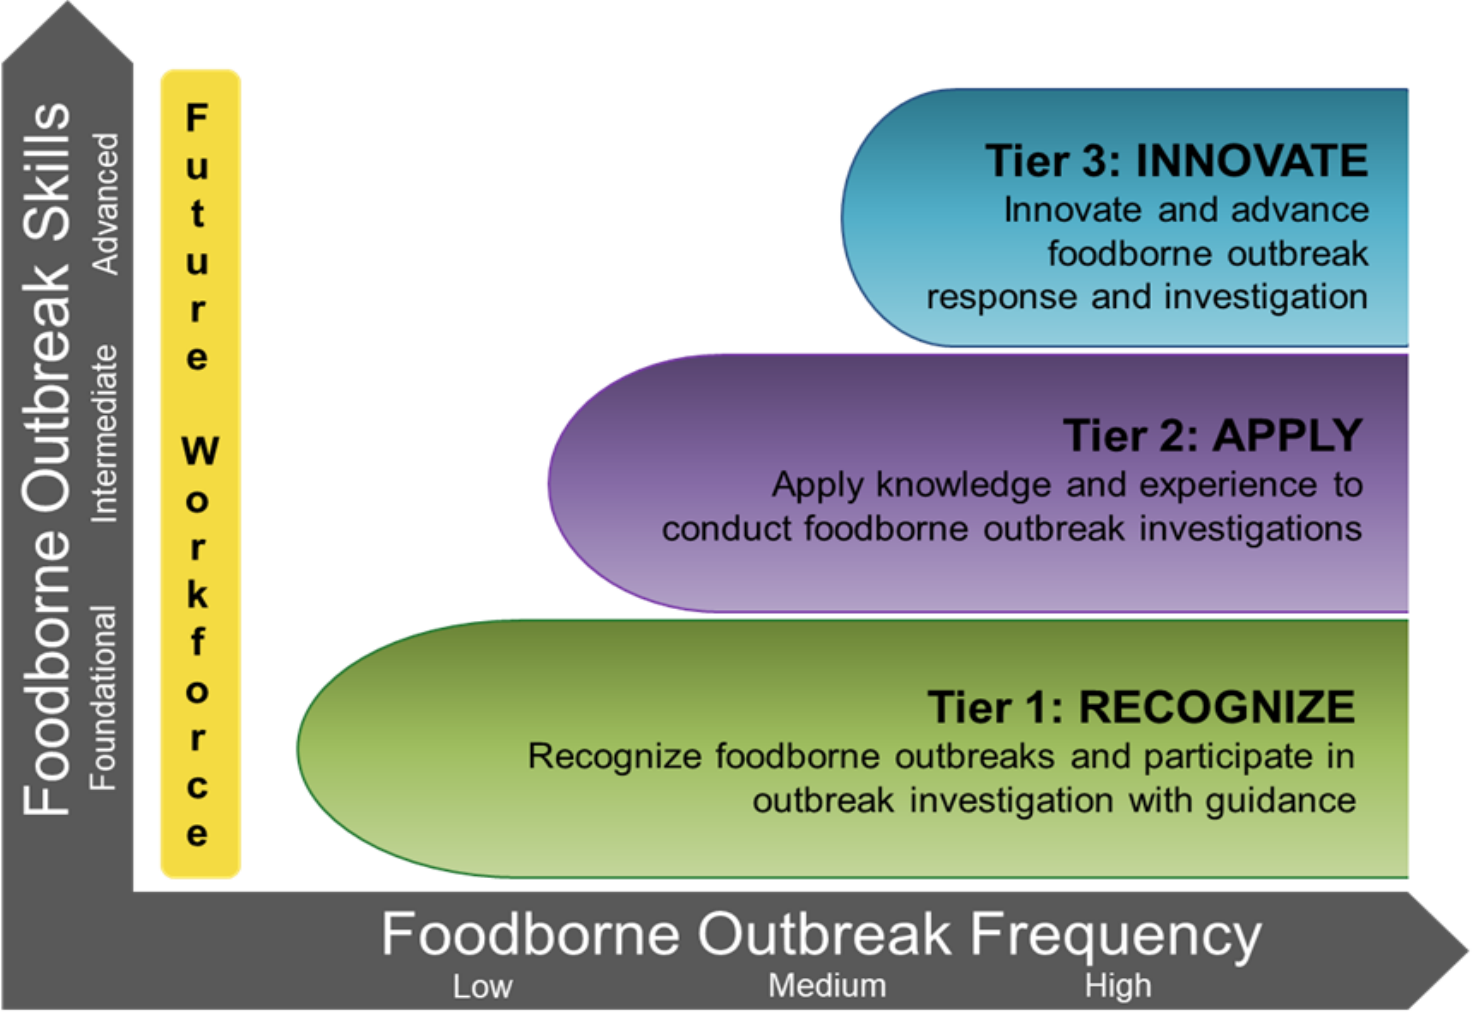 Foodborne Outbreak Skills
Advanced
Intermediate
Foundational
Future Workforce
Tier 3: INNOVATE
Innovate and advance
foodborne outbreak
response and investigation
Tier 2: APPLY
Apply knowledge and experience to
conduct foodborne outbreak investigations
Tier 1: RECOGNIZE
Recognize foodborne outbreaks and participate in
outbreak investigation with guidance
Foodborne Outbreak Frequency
Low Medium High